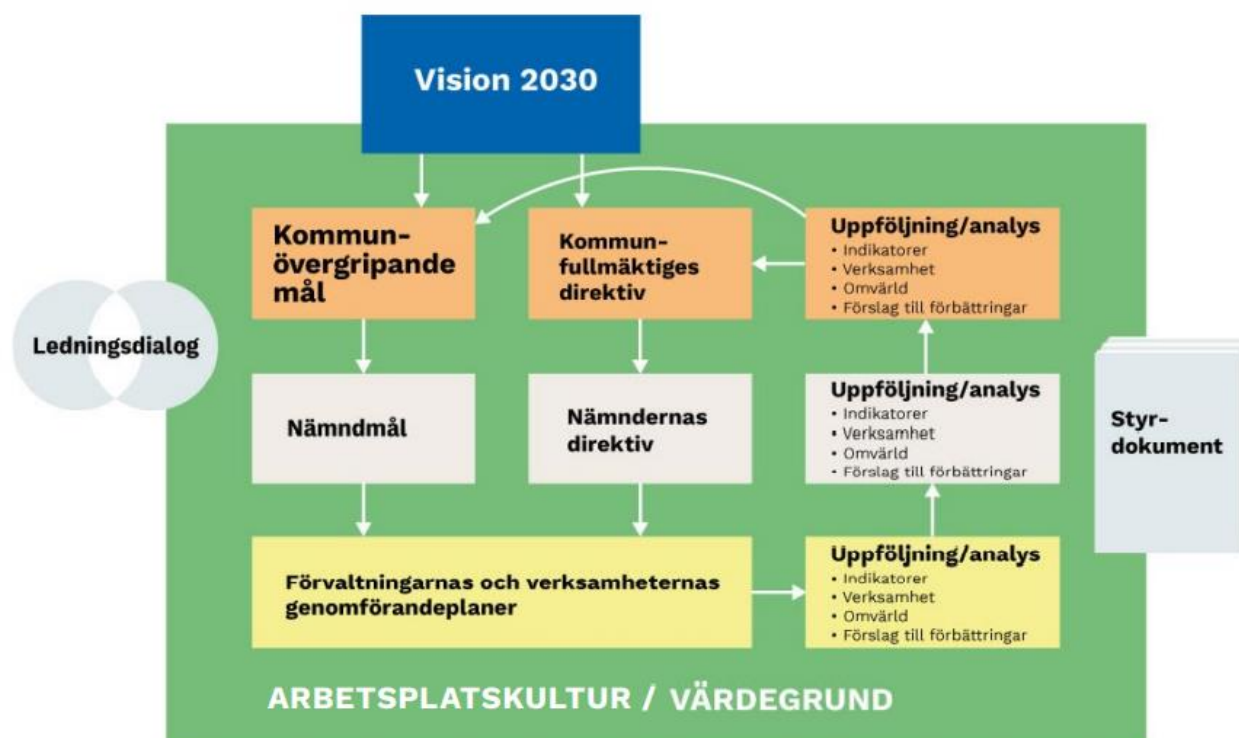 Vision 2030
Kommun-
övergripande
mål
Kommun-
fullmäktiges
direktiv
Uppföljning/analys
• Indikatorer
• Verksamhet
• Omvärld
• Förslag till förbättringar
Ledningsdialog
Nämndmål
Nämndernas
direktiv
Uppföljning/analys
• Indikatorer
• Verksamhet
• Omvärld
• Förslag till förbättringar
Styr-
dokument
Förvaltningarnas och verksamheternas
genomförandeplaner
Uppföljning/analys
• Indikatorer
• Verksamhet
• Omvärld
• Förslag till förbättringar
ARBETSPLATSKULTUR / VÄRDEGRUND